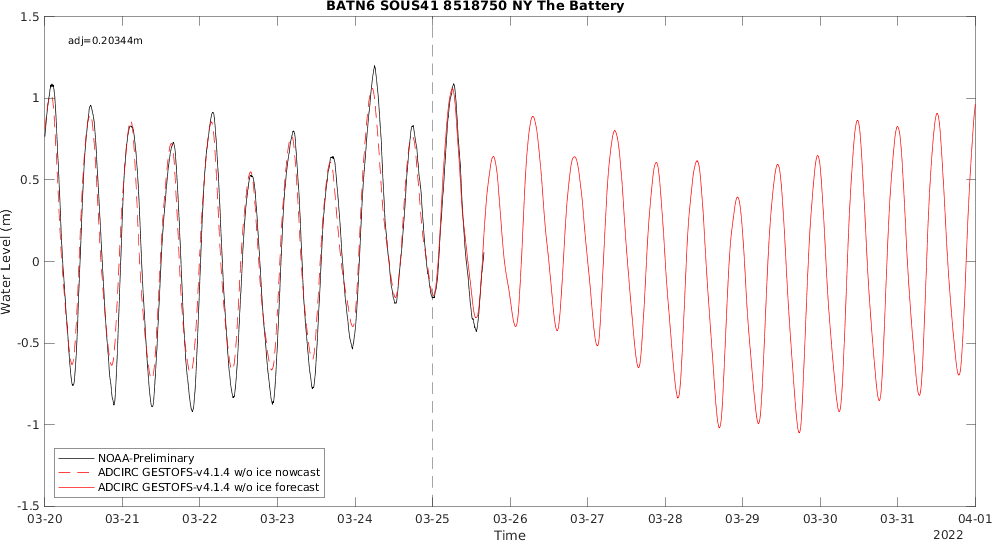 BATN6 SOUS41 8518750 NY The Battery
adj=0.20344m
1.5
1
0.5
0
-0.5
-1
-1.5
Water Level (m)
NOAA-Preliminary
ADCIRC GESTOFS-v4.1.4 w/o ice nowcast
ADCIRC GESTOFS-v4.1.4 w/o ice forecast
03-20 03-21 03-22 03-23 03-24 03-25 03-26 03-27 03-28 03-29 03-30 03-31 04-01
Time
2022